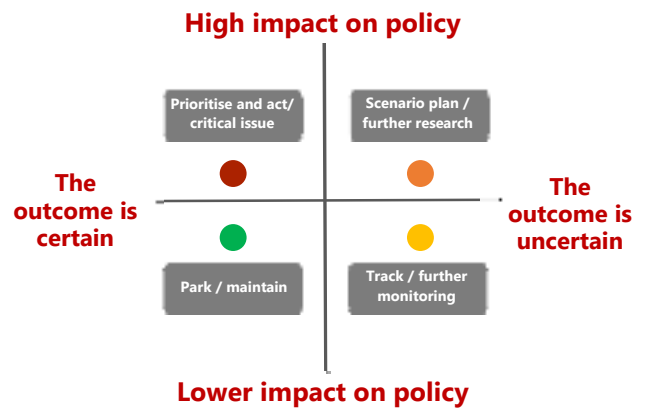 High impact on policy
Prioritise and act/
critical issue
Scenario plan /
further research
The
outcome is
certain
The
outcome is
uncertain
Park / maintain
Track / further
monitoring
Lower impact on policy